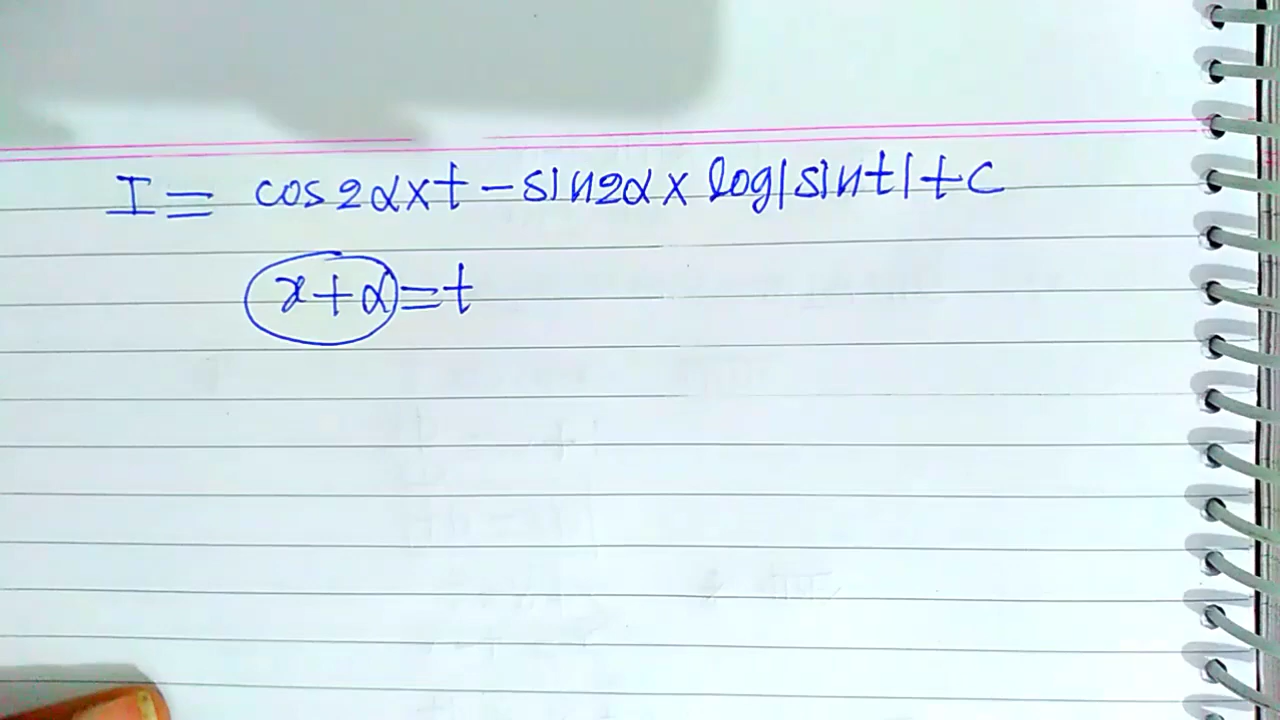 I = cos2α×t - sin2α× log|sint|+c
x+α=t